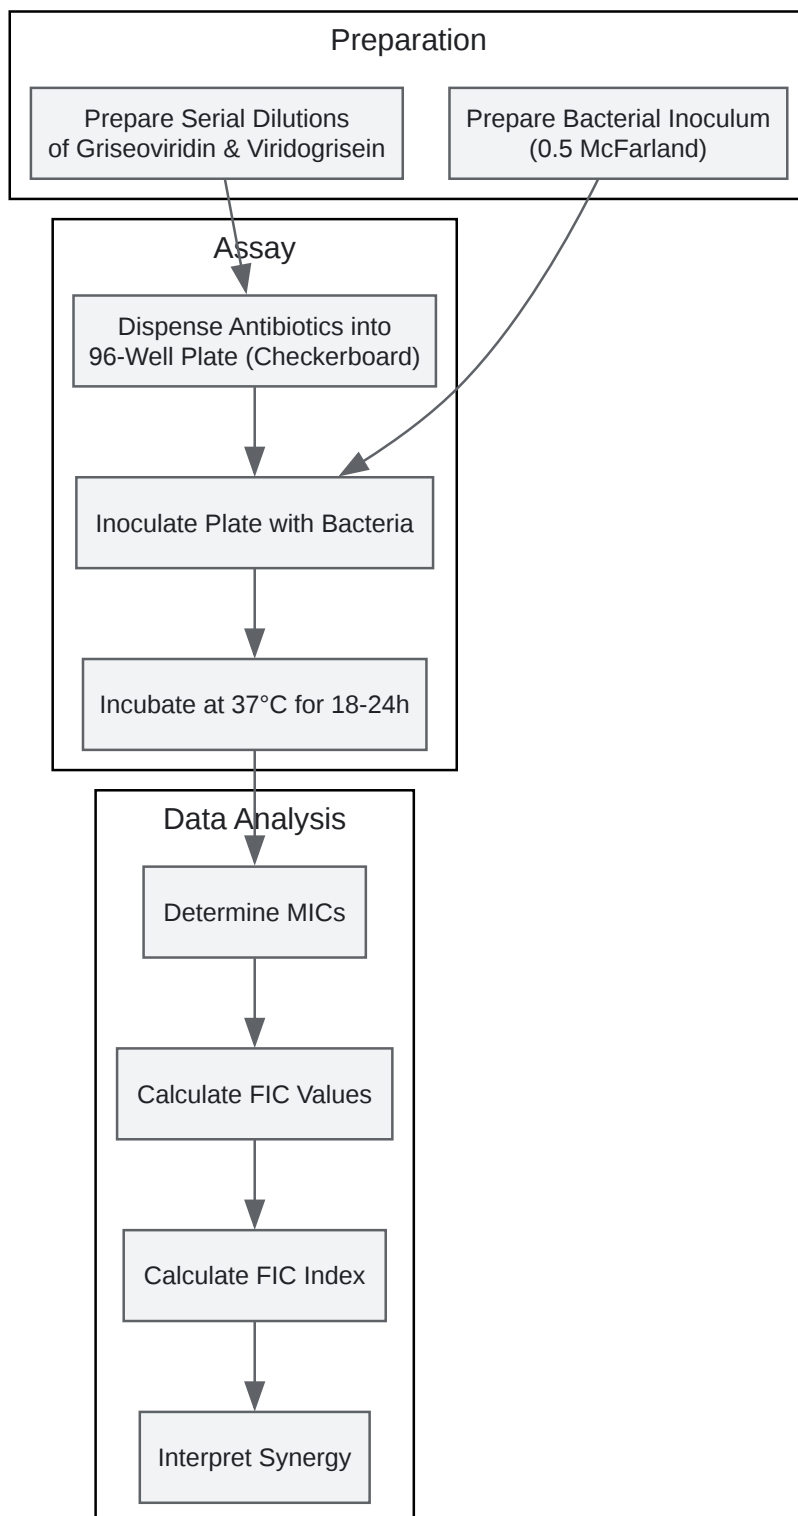 Preparation
Prepare Serial Dilutions
of Griseoviridin & Viridogrisein
Prepare Bacterial Inoculum
(0.5 McFarland)
Assay
Dispense Antibiotics into
96-Well Plate (Checkerboard)
Inoculate Plate with Bacteria
Incubate at 37°C for 18-24h
Data Analysis
Determine MICs
Calculate FIC Values
Calculate FIC Index
Interpret Synergy